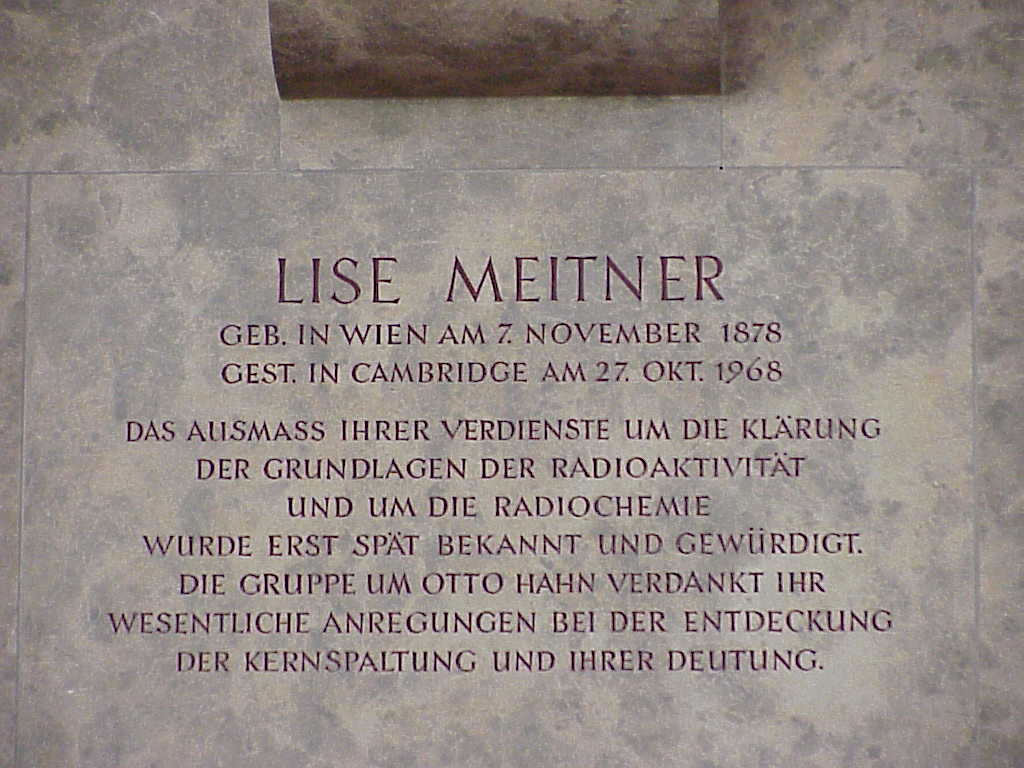 LISE MEITNER
GEB. IN WIEN AM 7. NOVEMBER 1878
GEST. IN CAMBRIDGE AM 27. OKT. 1968
DAS AUSMASS IHRER VERDIENSTE UM DIE KLÄRUNG
DER GRUNDLAGEN DER RADIOAKTIVITÄT
UND UM DIE RADIOCHEMIE
WURDE ERST SPÄT BEKANNT UND GEWÜRDIGT.
DIE GRUPPE UM OTTO HAHN VERDANKT IHR
WESENTLICHE ANREGUNGEN BEI DER ENTDECKUNG
DER KERNSPALTUNG UND IHRER DEUTUNG.